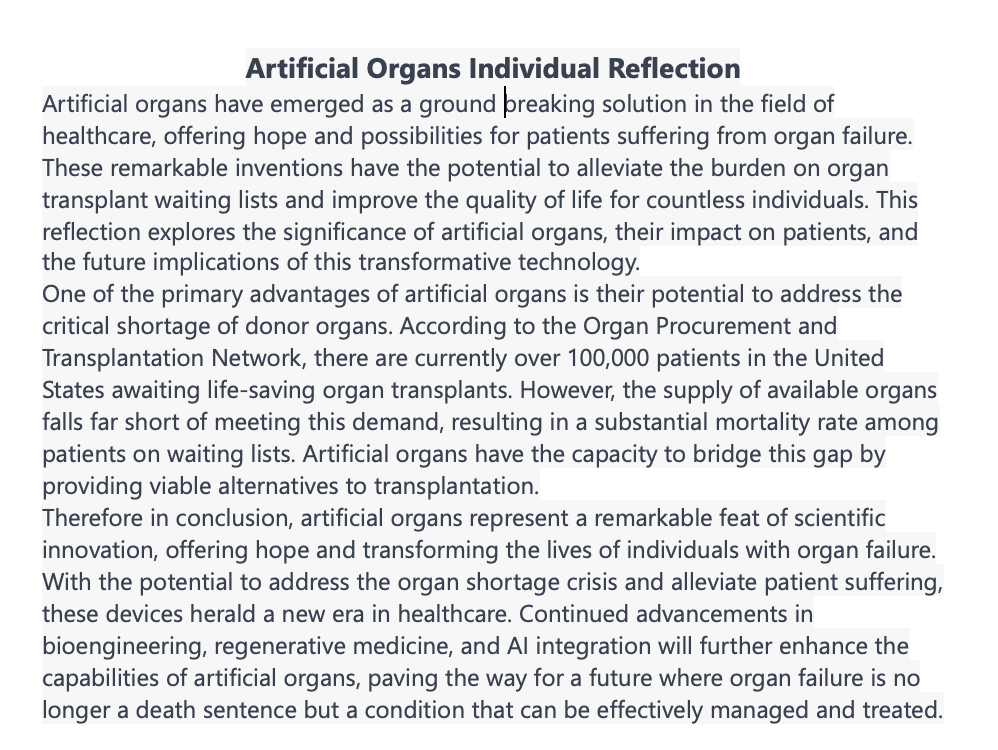 Artificial Organs Individual Reflection
Artificial organs have emerged as a ground breaking solution in the field of
healthcare, offering hope and possibilities for patients suffering from organ failure.
These remarkable inventions have the potential to alleviate the burden on organ
transplant waiting lists and improve the quality of life for countless individuals. This
reflection explores the significance of artificial organs, their impact on patients, and
the future implications of this transformative technology.
One of the primary advantages of artificial organs is their potential to address the
critical shortage of donor organs. According to the Organ Procurement and
Transplantation Network, there are currently over 100,000 patients in the United
States awaiting life-saving organ transplants. However, the supply of available organs
falls far short of meeting this demand, resulting in a substantial mortality rate among
patients on waiting lists. Artificial organs have the capacity to bridge this gap by
providing viable alternatives to transplantation.
Therefore in conclusion, artificial organs represent a remarkable feat of scientific
innovation, offering hope and transforming the lives of individuals with organ failure.
With the potential to address the organ shortage crisis and alleviate patient suffering,
these devices herald a new era in healthcare. Continued advancements in
bioengineering, regenerative medicine, and AI integration will further enhance the
capabilities of artificial organs, paving the way for a future where organ failure is no
longer a death sentence but a condition that can be effectively managed and treated.